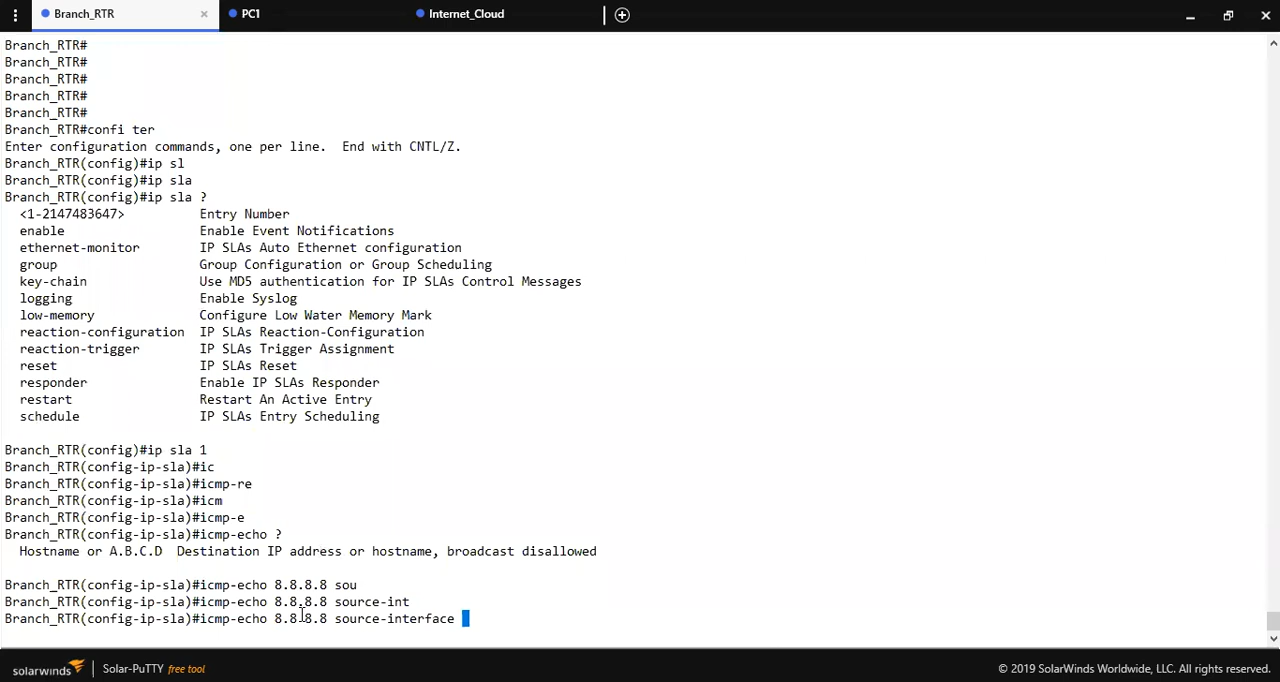 Branch_RTR
PC1
Internet_Cloud
Branch_RTR#
Branch_RTR#
Branch_RTR#
Branch_RTR#
Branch_RTR#
Branch_RTR#confi ter
Enter configuration commands, one per line.  End with CNTL/Z.
Branch_RTR(config)#ip sl
Branch_RTR(config)#ip sla
Branch_RTR(config)#ip sla ?
  <1-2147483647>          Entry Number
  enable                  Enable Event Notifications
  ethernet-monitor        IP SLAs Auto Ethernet configuration
  group                   Group Configuration or Group Scheduling
  key-chain               Use MD5 authentication for IP SLAs Control Messages
  logging                 Enable Syslog
  low-memory              Configure Low Water Memory Mark
  reaction-configuration  IP SLAs Reaction-Configuration
  reaction-trigger        IP SLAs Trigger Assignment
  reset                   IP SLAs Reset
  responder               Enable IP SLAs Responder
  restart                 Restart An Active Entry
  schedule                IP SLAs Entry Scheduling
Branch_RTR(config)#ip sla 1
Branch_RTR(config-ip-sla)#ic
Branch_RTR(config-ip-sla)#icmp-re
Branch_RTR(config-ip-sla)#icm
Branch_RTR(config-ip-sla)#icmp-e
Branch_RTR(config-ip-sla)#icmp-echo ?
  Hostname or A.B.C.D  Destination IP address or hostname, broadcast disallowed
Branch_RTR(config-ip-sla)#icmp-echo 8.8.8.8 sou
Branch_RTR(config-ip-sla)#icmp-echo 8.8.8.8 source-int
Branch_RTR(config-ip-sla)#icmp-echo 8.8.8.8 source-interface
solarwinds Solar-PuTTY free tool © 2019 SolarWinds Worldwide, LLC. All rights reserved.